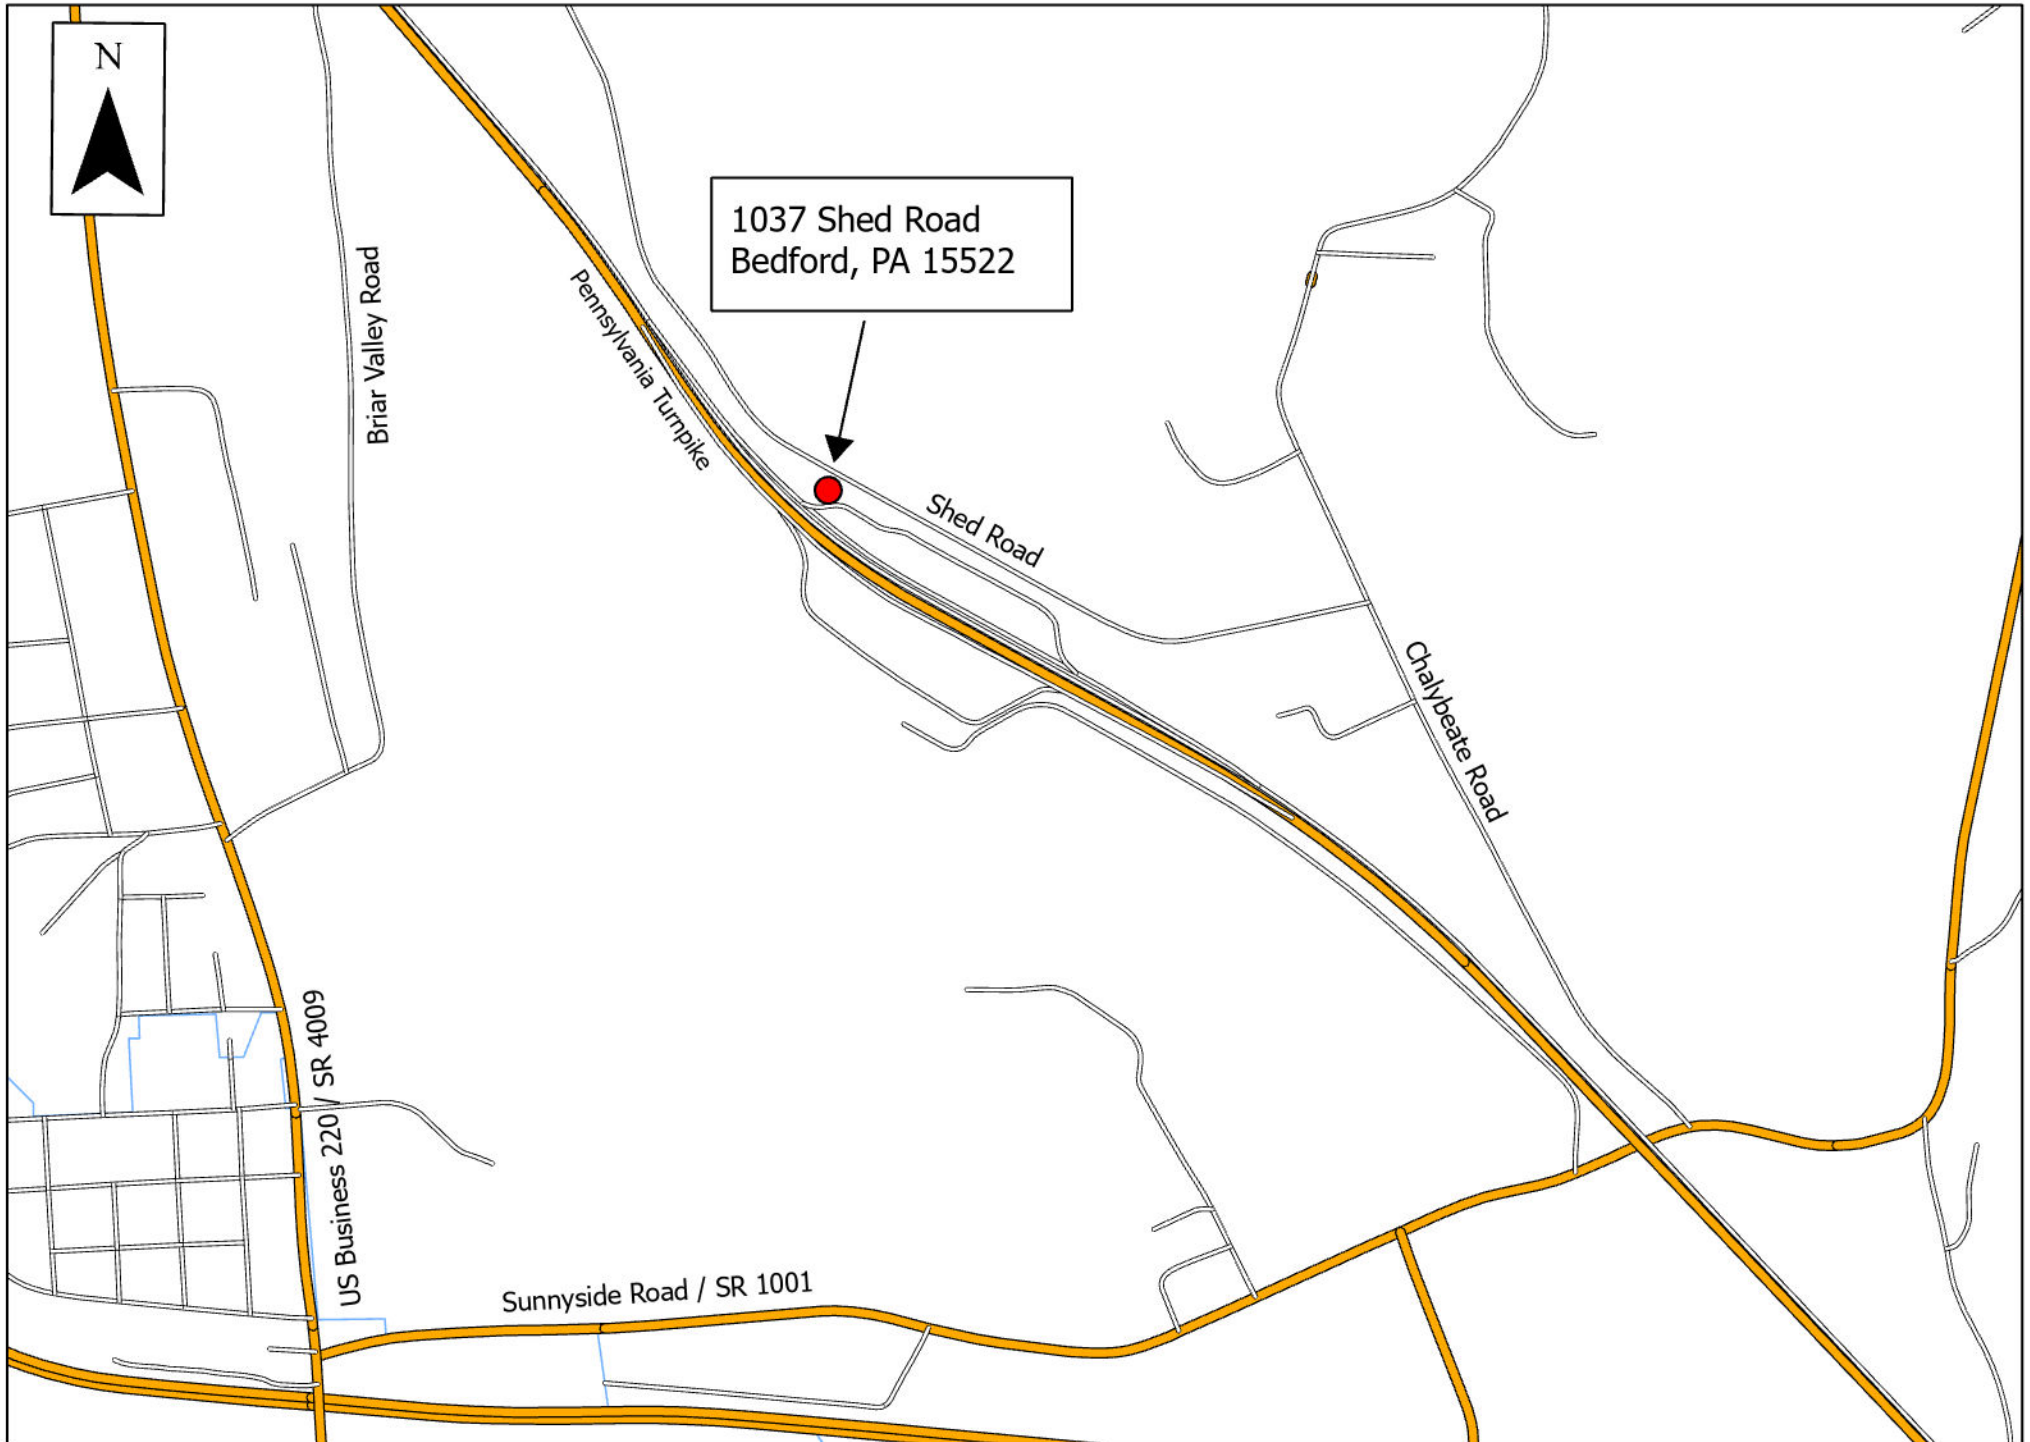 N
1037 Shed Road
Bedford, PA 15522
Briar Valley Road
Pennsylvania Turnpike
Shed Road
Chalybeate Road
US Business 220 / SR 4009
Sunnyside Road / SR 1001